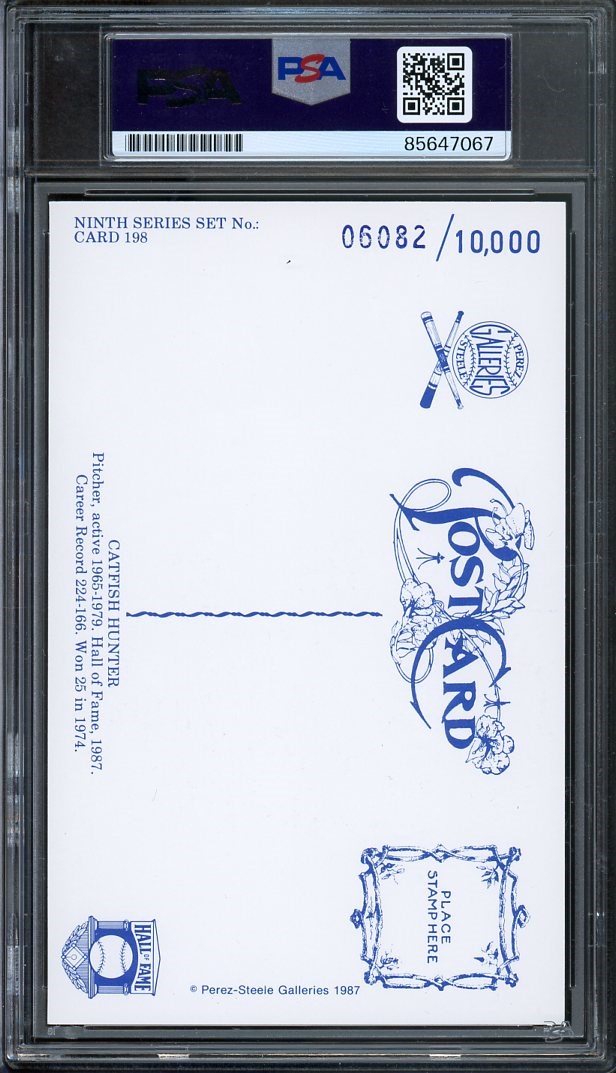 PSA
PSA
85647067
NINTH SERIES SET No.:
CARD 198
06082/10,000
PEREZ
GALLERIES
STEELE
POST CARD
CATFISH HUNTER
Pitcher, active 1965-1979. Hall of Fame, 1987.
Career Record 224-166. Won 25 in 1974.
PLACE
STAMP HERE
HALL OF FAME
© Perez-Steele Galleries 1987